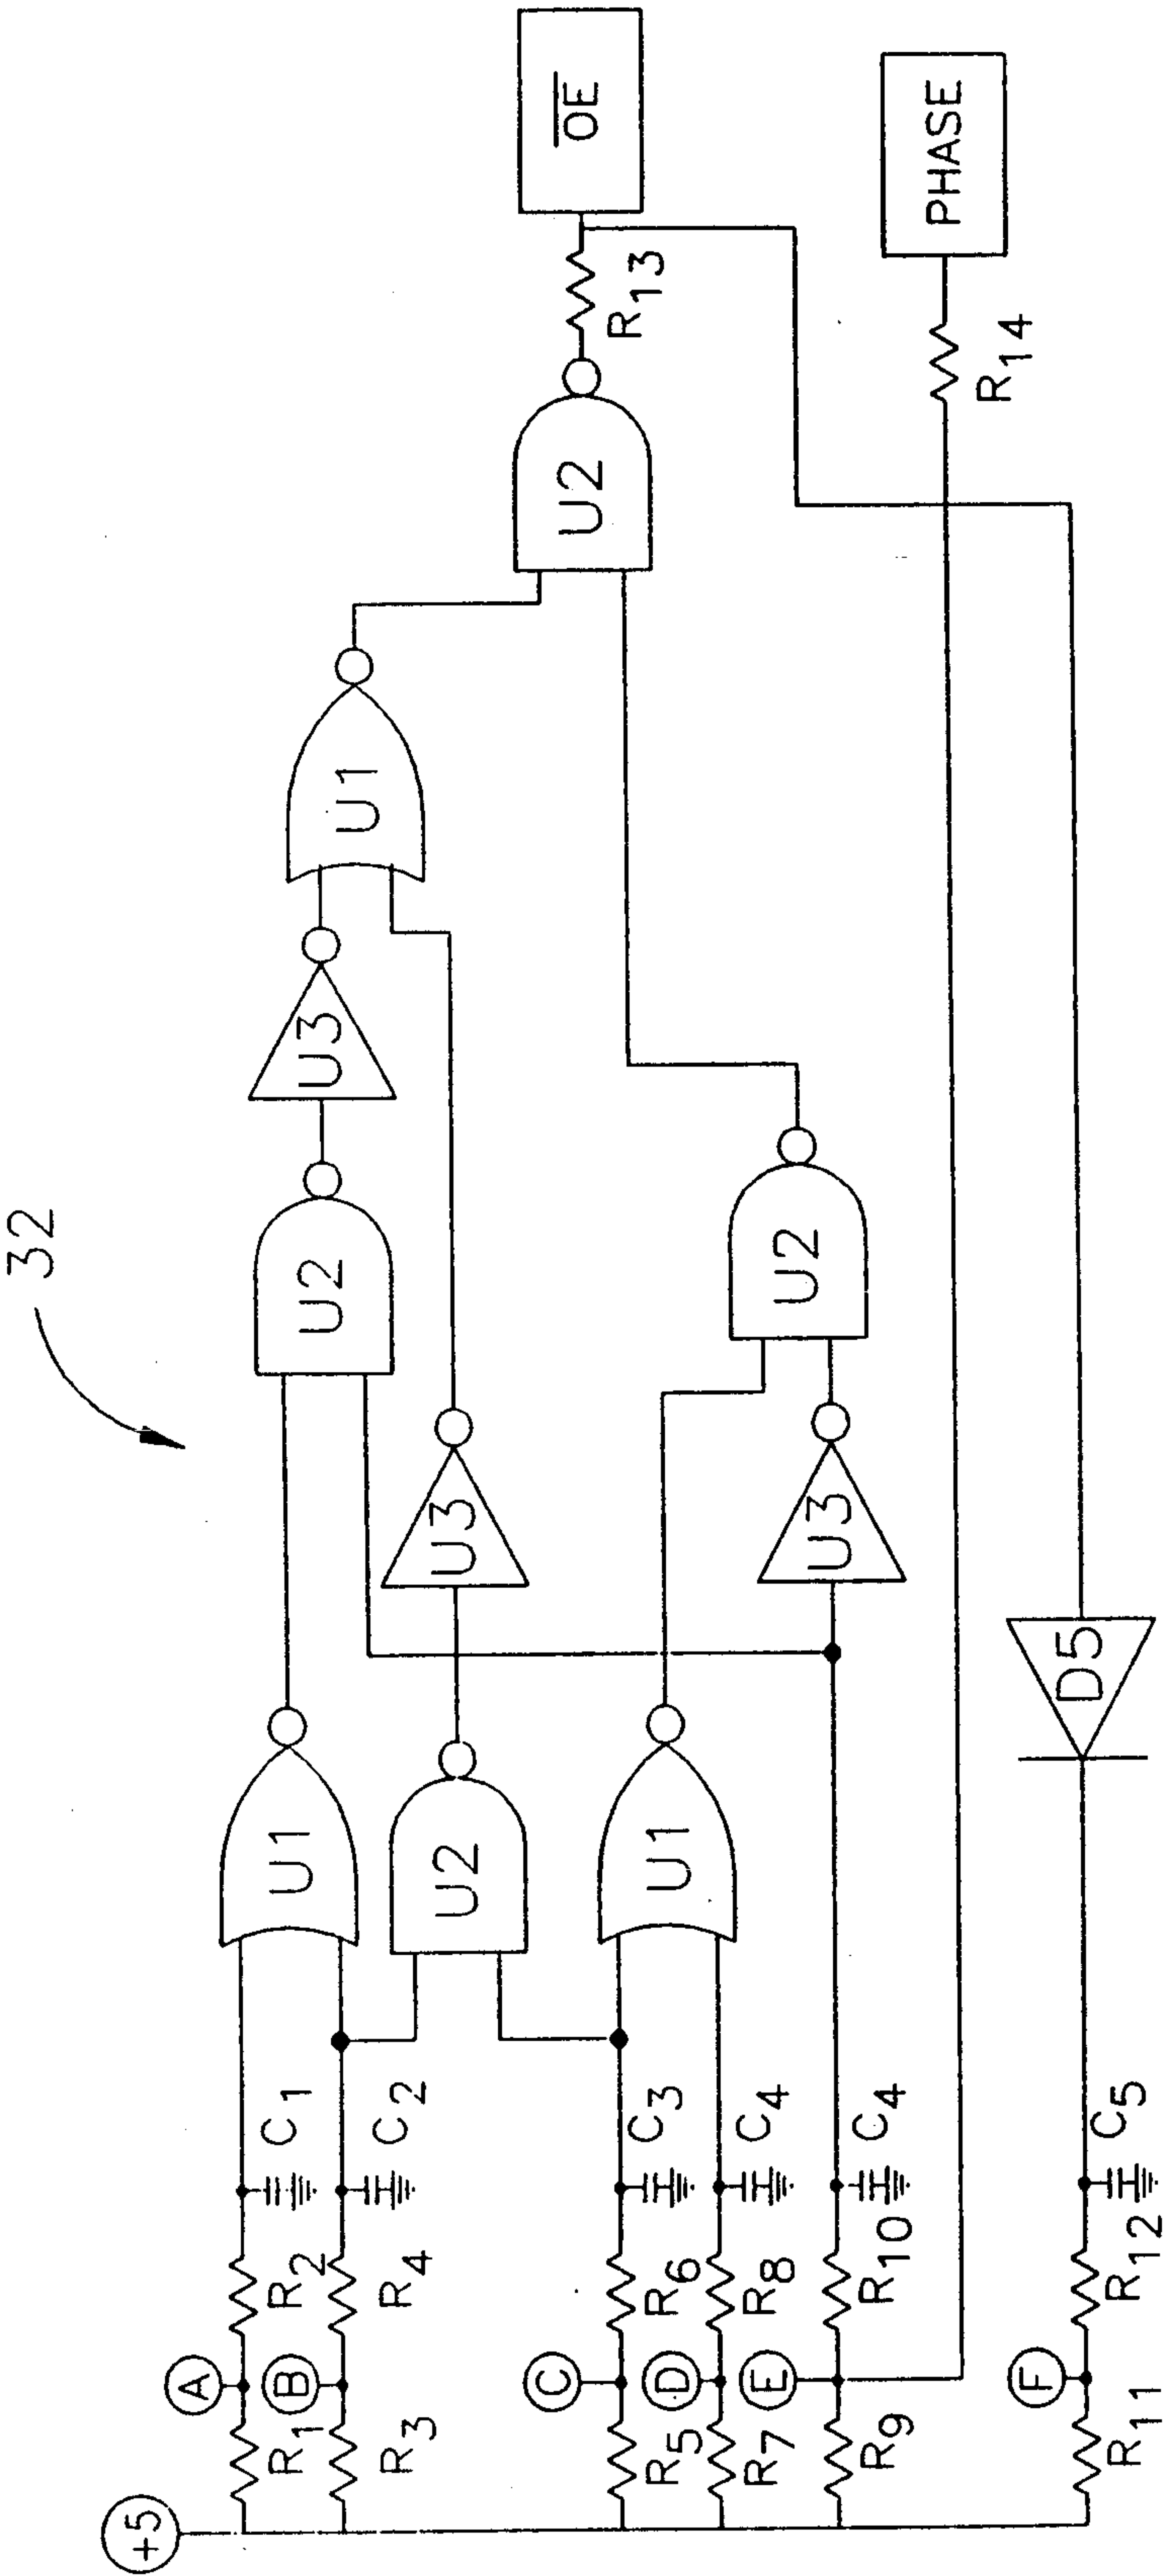 32
+5
R1
A
R2
C1
U1
U2
U3
U1
R3
B
R4
C2
U2
U3
U2
R13
OE
R5
C
R6
C3
U1
U2
R7
D
R8
C4
R9
E
R10
C4
U3
R14
PHASE
R11
F
R12
C5
D5